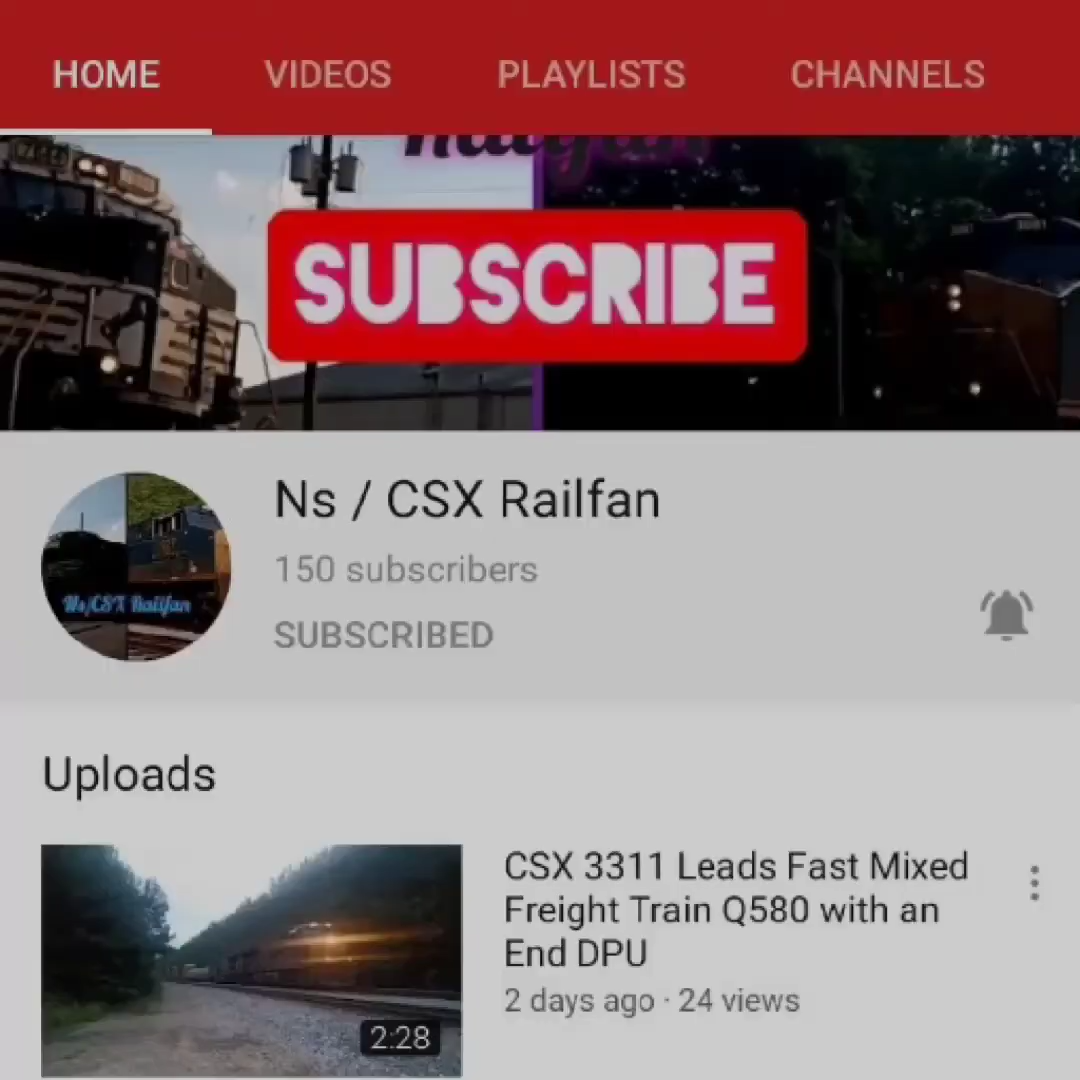 HOME VIDEOS PLAYLISTS CHANNELS
Railfan
SUBSCRIBE
Ns / CSX Railfan
150 subscribers
Ns/CSX Railfan
SUBSCRIBED
Uploads
CSX 3311 Leads Fast Mixed
Freight Train Q580 with an
End DPU
2 days ago · 24 views
2:28